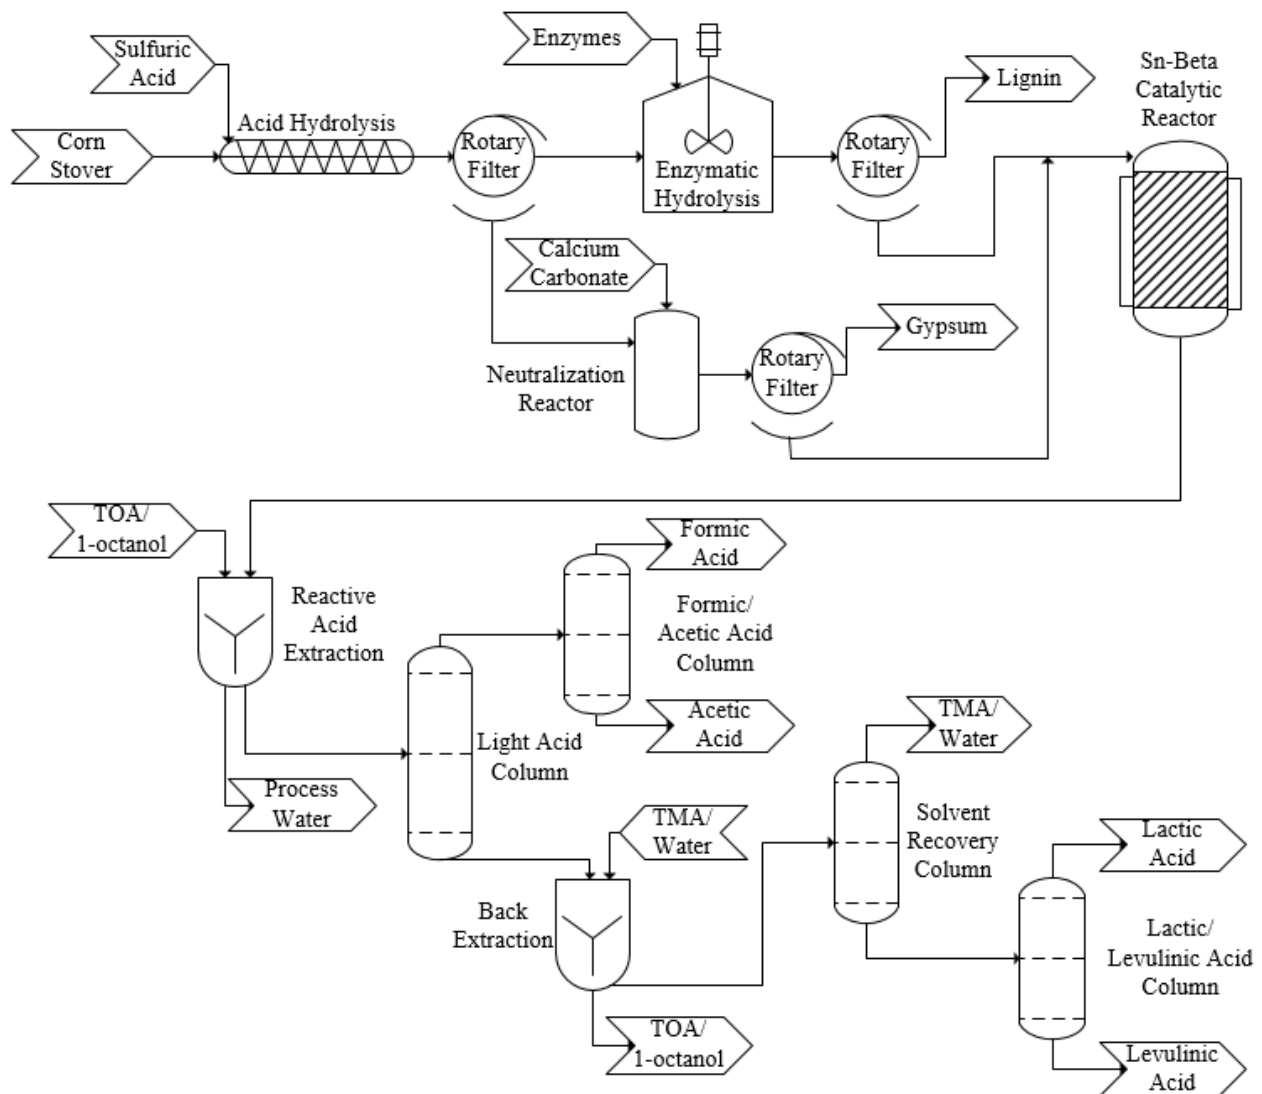 Sulfuric
Acid
Enzymes
Sn-Beta
Catalytic
Reactor
Lignin
Corn
Stover
Acid Hydrolysis
Rotary
Filter
Enzymatic
Hydrolysis
Rotary
Filter
Calcium
Carbonate
Gypsum
Neutralization
Reactor
Rotary
Filter
TOA/
1-octanol
Formic
Acid
Reactive
Acid
Extraction
Formic/
Acetic Acid
Column
Acetic
Acid
TMA/
Water
Light Acid
Column
Process
Water
TMA/
Water
Solvent
Recovery
Column
Lactic
Acid
Back
Extraction
Lactic/
Levulinic Acid
Column
TOA/
1-octanol
Levulinic
Acid